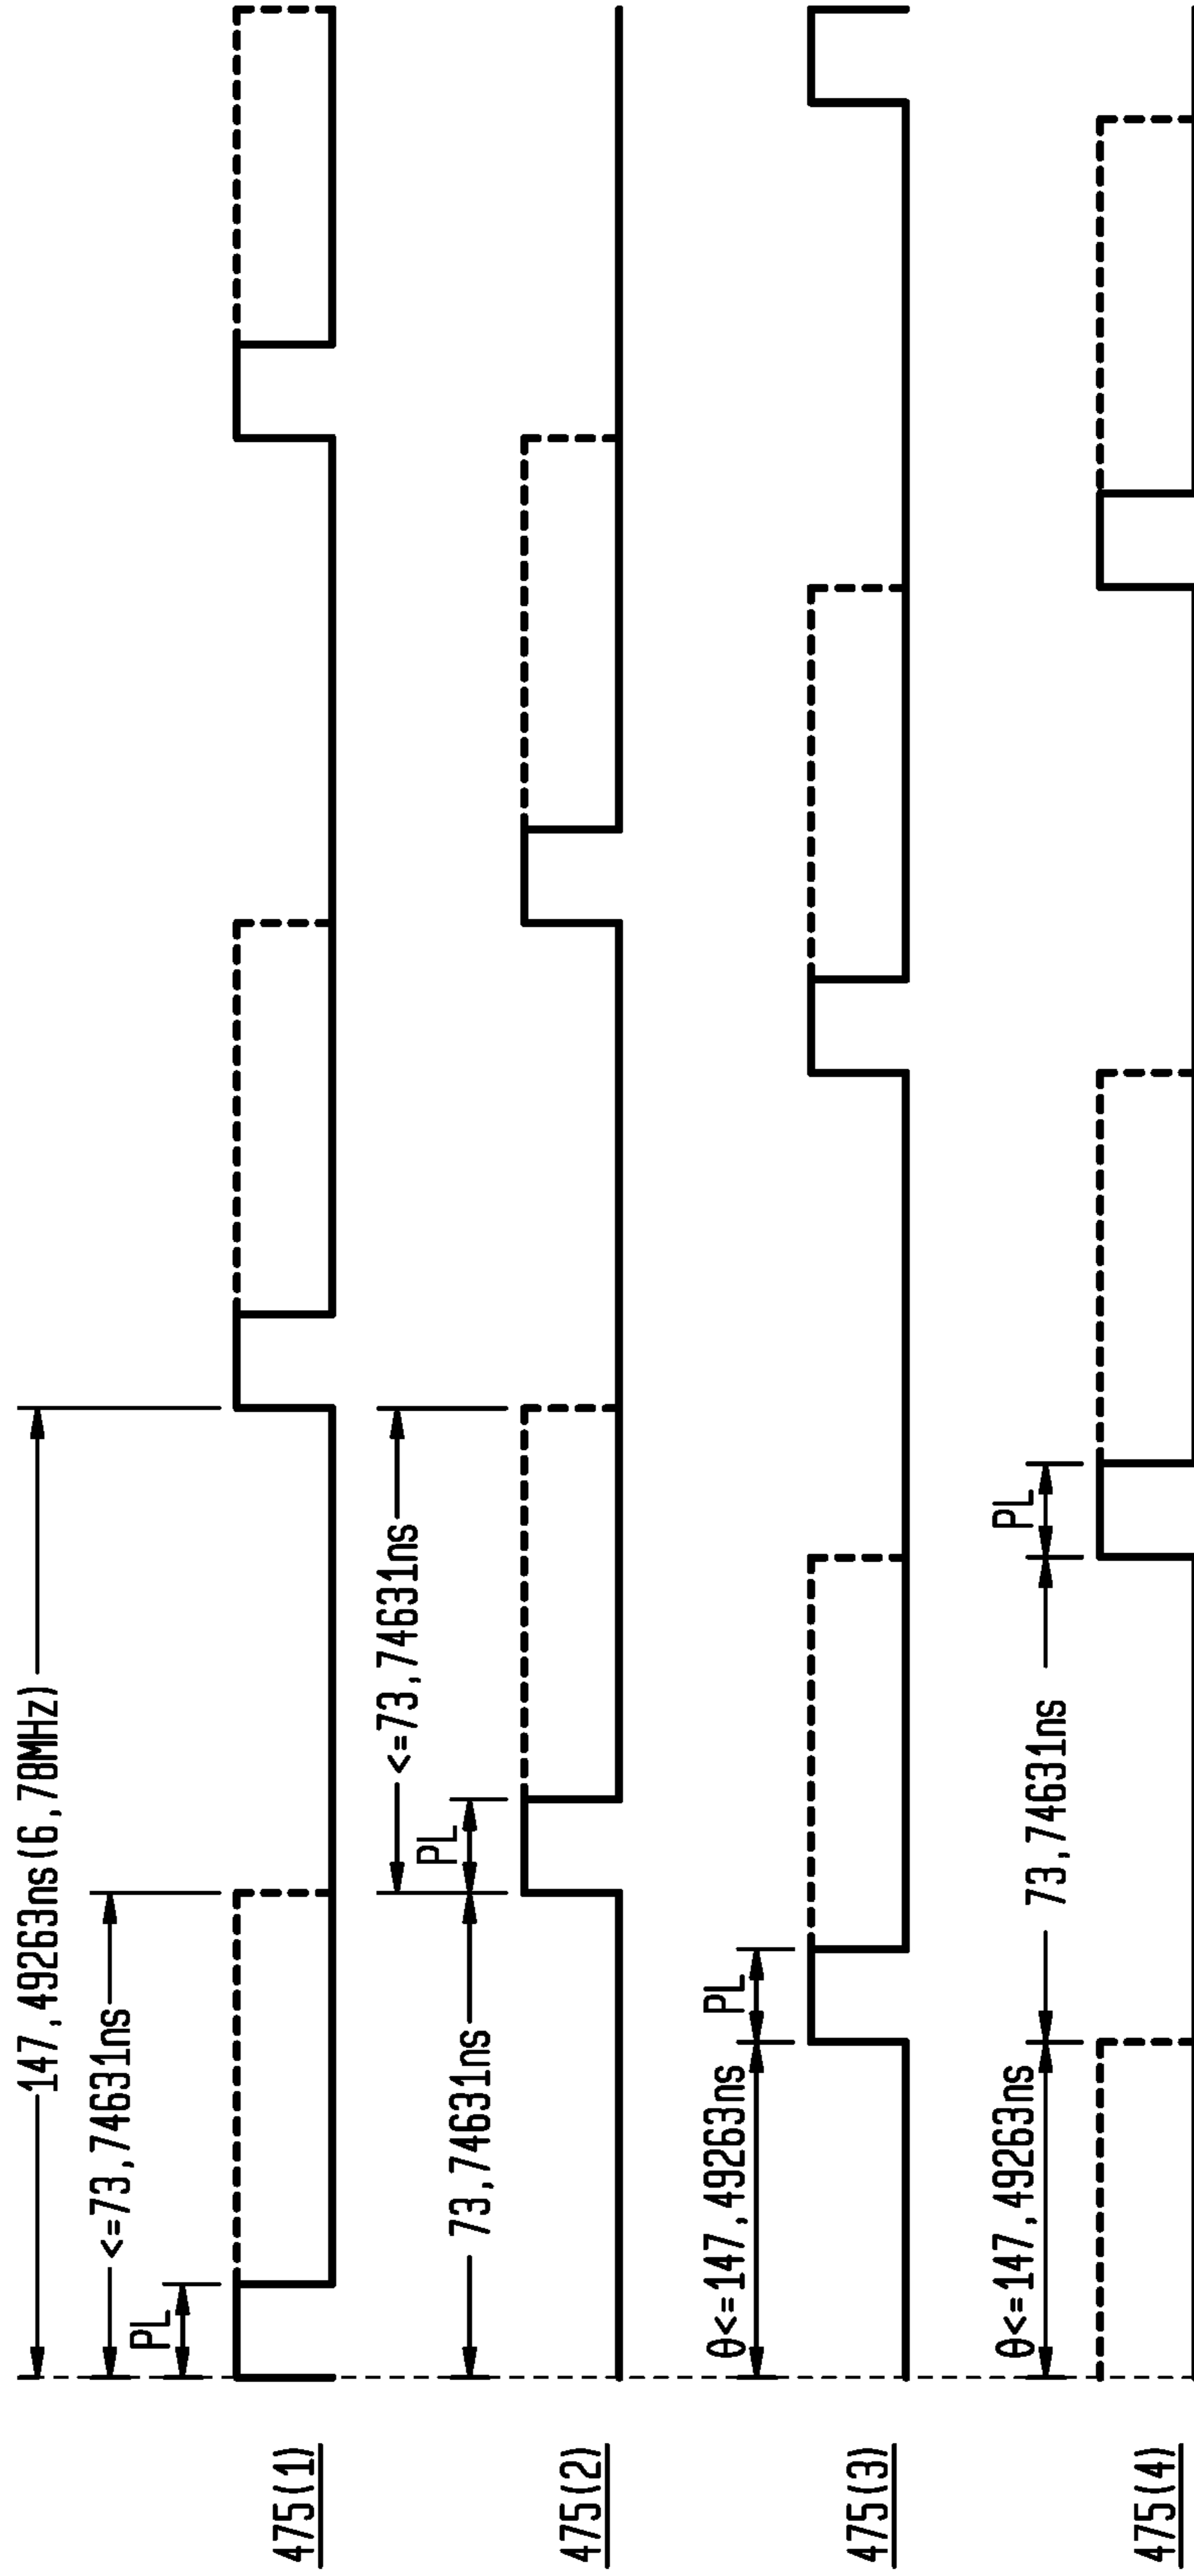 147,49263ns(6,78MHz)
<=73,74631ns
PL
475(1)
<=73,74631ns
73,74631ns
PL
475(2)
θ<=147,49263ns
PL
475(3)
θ<=147,49263ns
73,74631ns
PL
475(4)